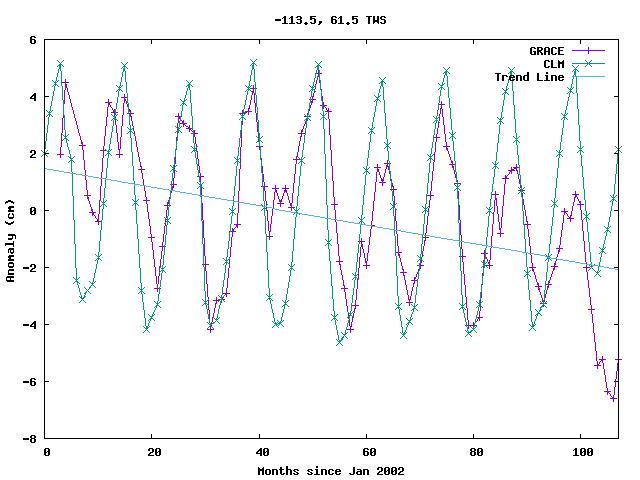 -113.5, 61.5 TWS
GRACE
CLM
Trend Line
6
4
2
0
-2
-4
-6
-8
Anomaly (cm)
0 20 40 60 80 100
Months since Jan 2002